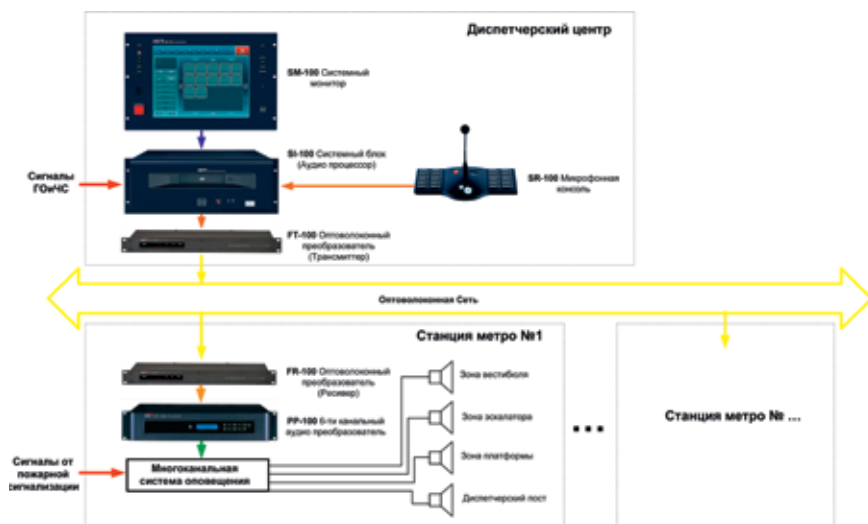 Диспетчерский центр
SM-100 Системный
монитор
SI-100 Системный блок
(Аудио процессор)
Сигналы
ГОиЧС
SR-100 Микрофонная
консоль
FT-100 Оптоволоконный
преобразователь
(Трансмиттер)
Оптоволоконная Сеть
Станция метро №1
FR-100 Оптоволоконный
преобразователь
(Ресивер)
PP-100 6-ти канальный
аудио преобразователь
Сигналы от
пожарной
сигнализации
Многоканальная
система оповещения
Зона вестибюля
Зона эскалатора
Зона платформы
Диспетчерский пост
...
Станция метро № ...